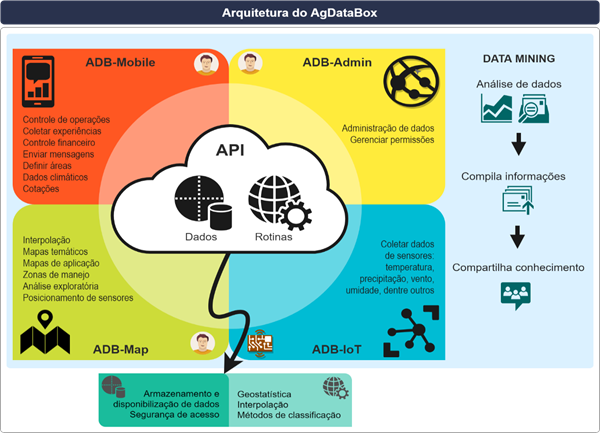 Arquitetura do AgDataBox
ADB-Mobile
Controle de operações
Coletar experiências
Controle financeiro
Enviar mensagens
Definir áreas
Dados climáticos
Cotações
ADB-Admin
Administração de dados
Gerenciar permissões
API
Dados
Rotinas
Interpolação
Mapas temáticos
Mapas de aplicação
Zonas de manejo
Análise exploratória
Posicionamento de sensores
ADB-Map
Coletar dados
de sensores:
temperatura,
precipitação, vento,
umidade, dentre outros
ADB-IoT
Armazenamento e
disponibilização de dados
Segurança de acesso
Geostatística
Interpolação
Métodos de classificação
DATA MINING
Análise de dados
Compila informações
Compartilha conhecimento